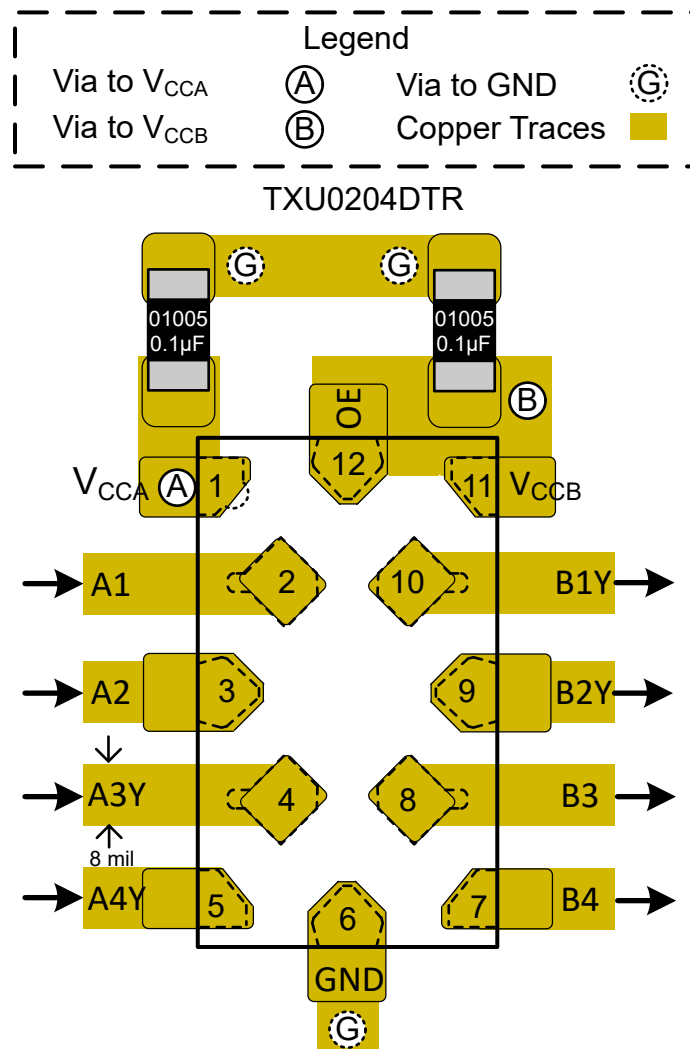 Legend
Via to VCCA A Via to GND G
Via to VCCB B Copper Traces
TXU0204DTR
G G
01005 01005
0.1µF 0.1µF
B
OE
12
VCCA A 1 11 VCCB
A1 2 10 B1Y
A2 3 9 B2Y
A3Y 4 8 B3
8 mil
A4Y 5 7 B4
6
GND
G